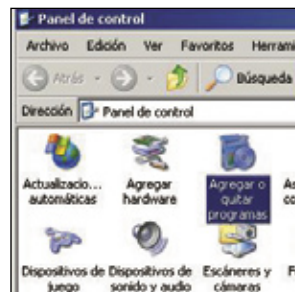 Panel de control
Archivo Edición Ver Favoritos Herrami
Atrás Búsqueda
Dirección Panel de control
Actualizacio... Agregar Agregar o
automáticas hardware quitar
programas
Dispositivos de Dispositivos de Escáneres y
juego sonido y audio cámaras